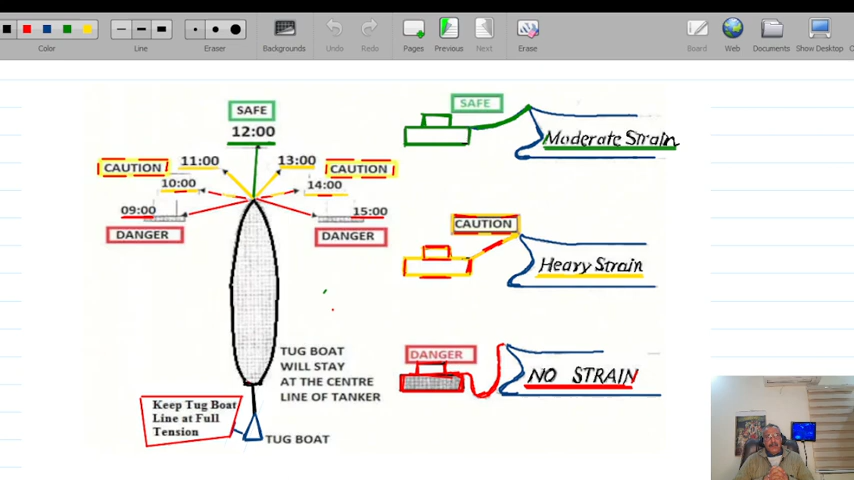 Color
Line
Eraser
Backgrounds
Undo
Redo
Pages
Previous
Next
Erase
Board
Web
Documents
Show Desktop
SAFE
12:00
CAUTION
11:00
13:00
CAUTION
10:00
14:00
09:00
15:00
DANGER
DANGER
TUG BOAT
WILL STAY
AT THE CENTRE
LINE OF TANKER
Keep Tug Boat
Line at Full
Tension
TUG BOAT
SAFE
Moderate Strain
CAUTION
Heavy Strain
DANGER
NO STRAIN